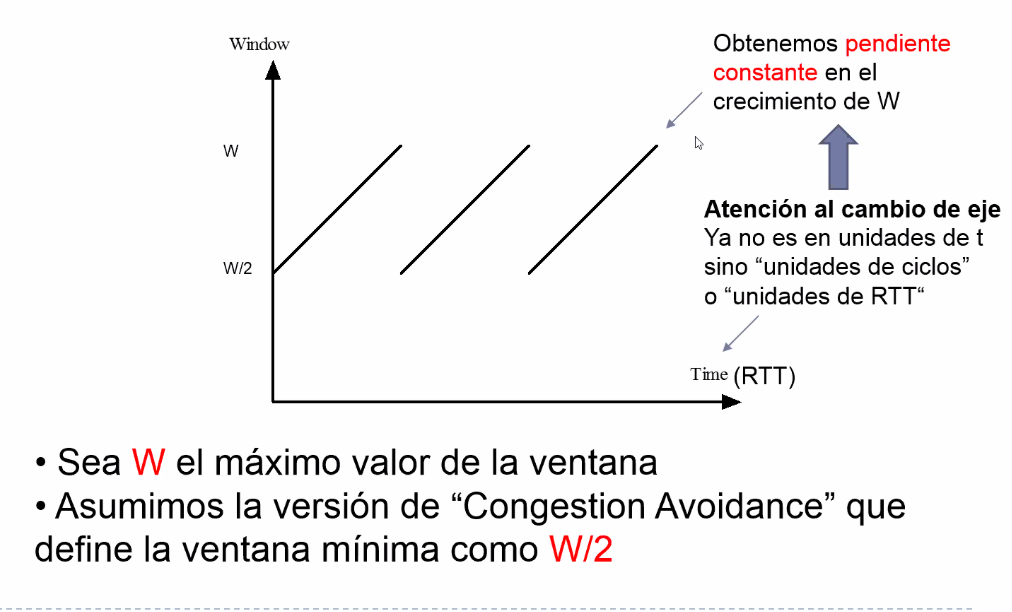 Window
Obtenemos pendiente
constante en el
crecimiento de W
W
Atención al cambio de eje
Ya no es en unidades de t
sino “unidades de ciclos”
o “unidades de RTT“
W/2
Time (RTT)
• Sea W el máximo valor de la ventana
• Asumimos la versión de “Congestion Avoidance” que
define la ventana mínima como W/2